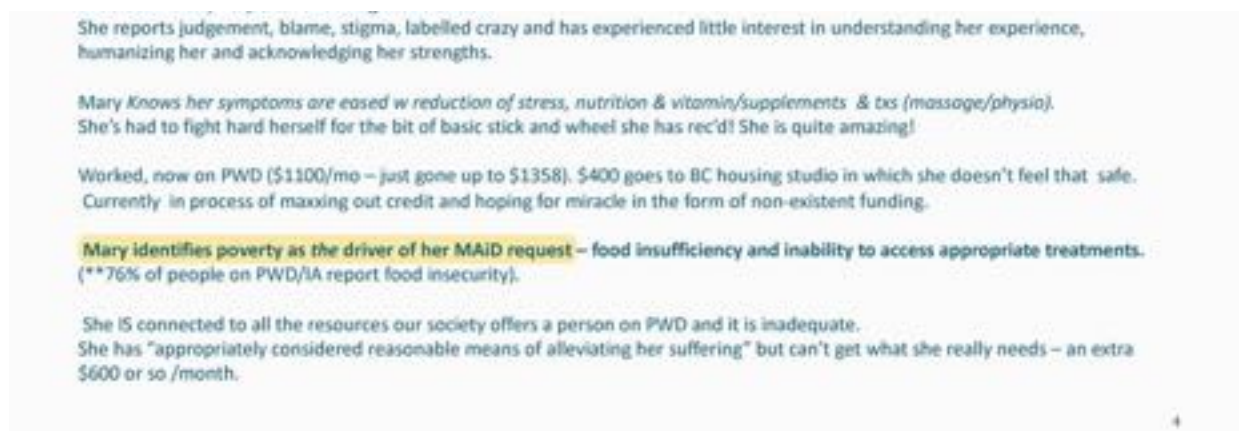 She reports judgement, blame, stigma, labelled crazy and has experienced little interest in understanding her experience,
humanizing her and acknowledging her strengths.
Mary Knows her symptoms are eased w reduction of stress, nutrition & vitamin/supplements & txs (massage/physio).
She's had to fight hard herself for the bit of basic stick and wheel she has rec'd! She is quite amazing!
Worked, now on PWD ($1100/mo – just gone up to $1358). $400 goes to BC housing studio in which she doesn't feel that safe.
Currently in process of maxxing out credit and hoping for miracle in the form of non-existent funding.
Mary identifies poverty as the driver of her MAiD request – food insufficiency and inability to access appropriate treatments.
(**76% of people on PWD/IA report food insecurity).
She IS connected to all the resources our society offers a person on PWD and it is inadequate.
She has "appropriately considered reasonable means of alleviating her suffering" but can't get what she really needs – an extra
$600 or so /month.
4